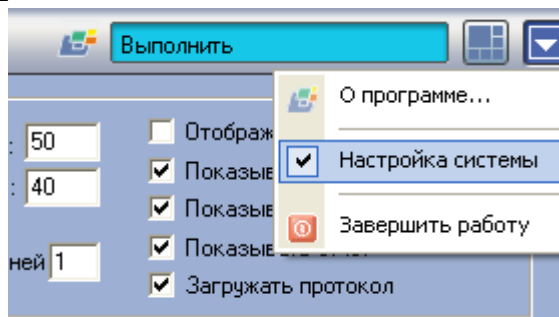 Выполнить
О программе...
Настройка системы
Завершить работу
: 50
: 40
ней 1
Отображ
Показыв
Показыв
Показыв
Загружать протокол